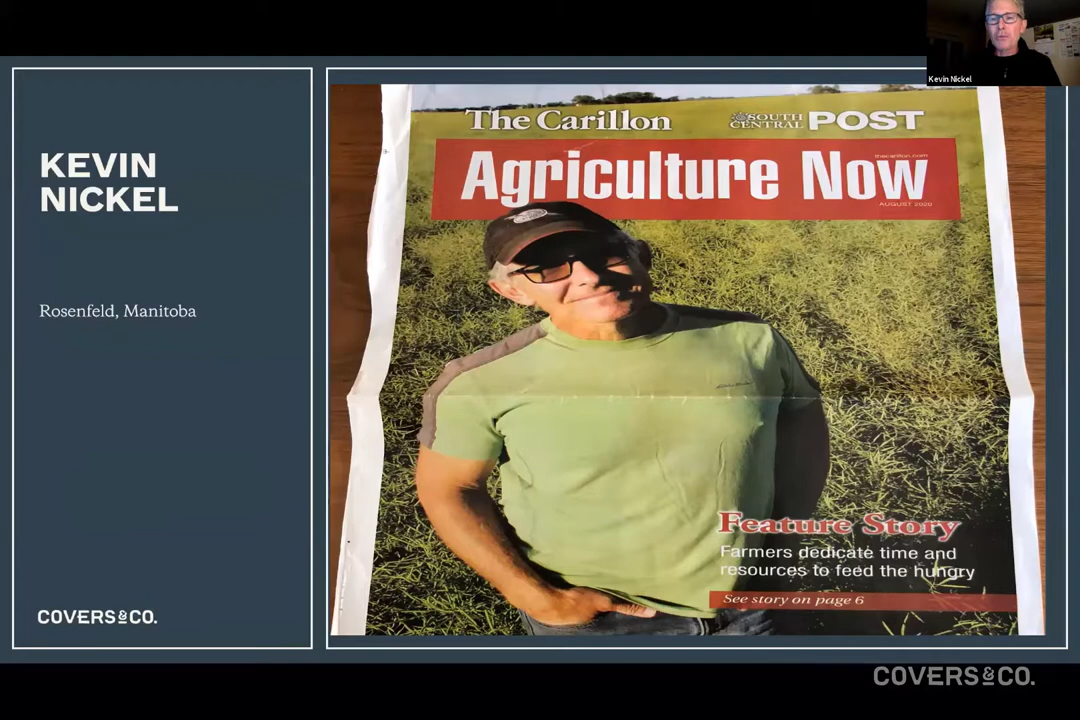 Kevin Nickel
KEVIN
NICKEL
Rosenfeld, Manitoba
COVERS&CO.
The Carillon
SOUTH CENTRAL POST
thecarillon.com
Agriculture Now
AUGUST 2020
Feature Story
Farmers dedicate time and
resources to feed the hungry
See story on page 6
COVERS&CO.